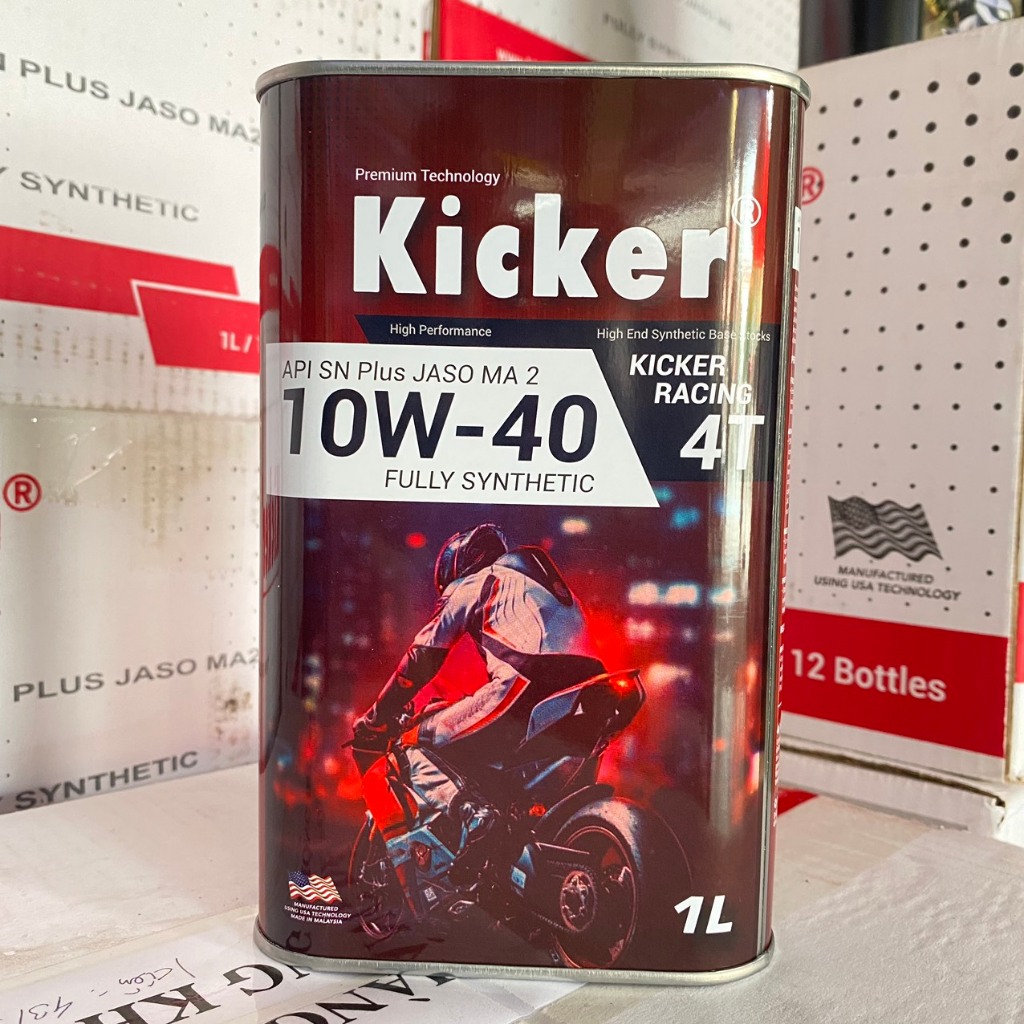 PLUS JASO MA2
SYNTHETIC
1L /
®
PLUS JASO MA2
SYNTHETIC
Premium Technology
Kicker®
High Performance
High End Synthetic Base Stocks
API SN Plus JASO MA 2
10W-40
FULLY SYNTHETIC
KICKER
RACING
4T
MANUFACTURED
USING USA TECHNOLOGY
MADE IN MALAYSIA
1L
®
MANUFACTURED
USING USA TECHNOLOGY
12 Bottles